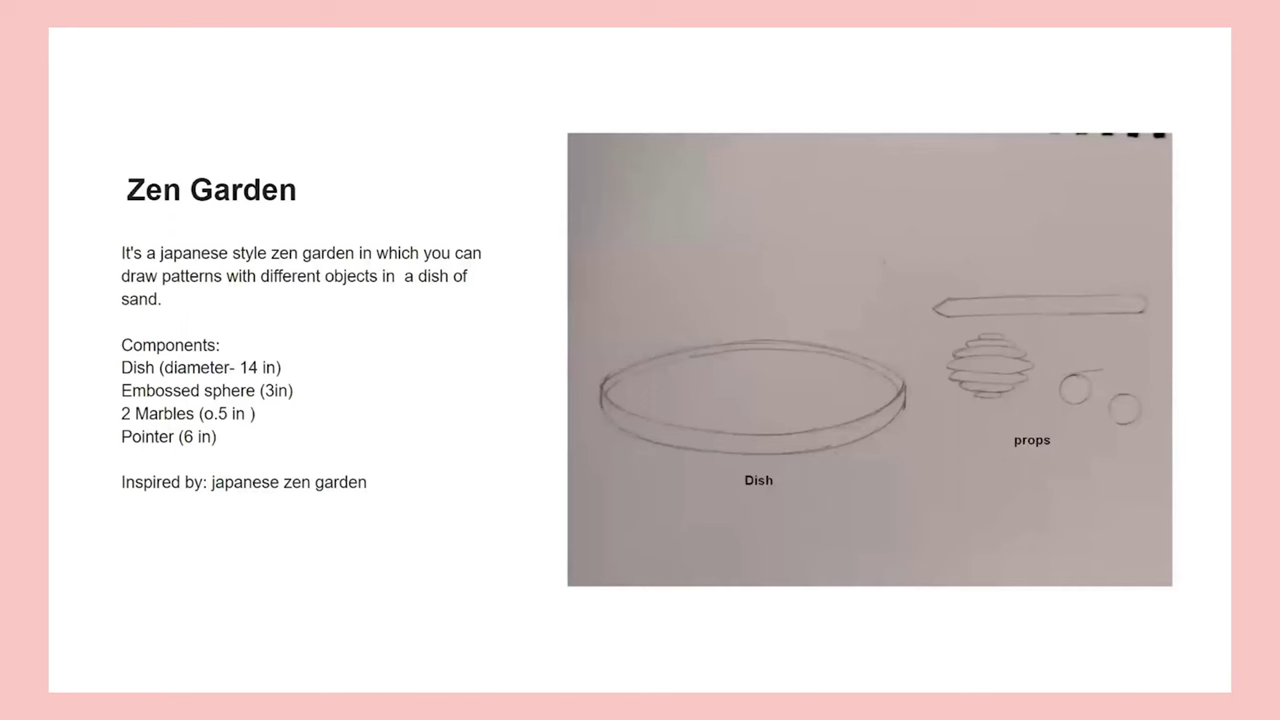 Zen Garden
It's a japanese style zen garden in which you can
draw patterns with different objects in  a dish of
sand.
Components:
Dish (diameter- 14 in)
Embossed sphere (3in)
2 Marbles (o.5 in )
Pointer (6 in)
Inspired by: japanese zen garden
Dish
props